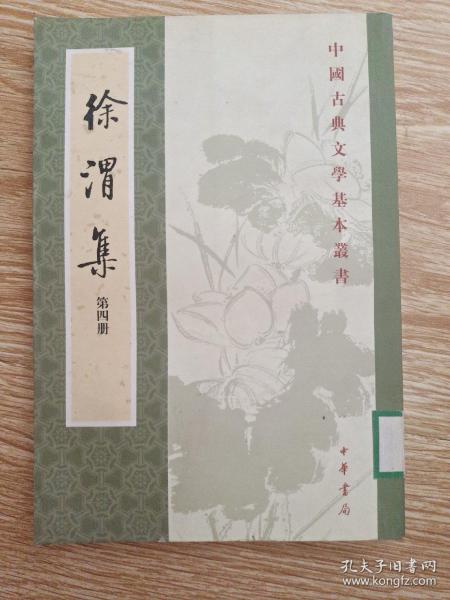 中國古典文學基本叢書
徐渭集
第四册
中華書局
孔夫子旧书网
www.kongfz.com